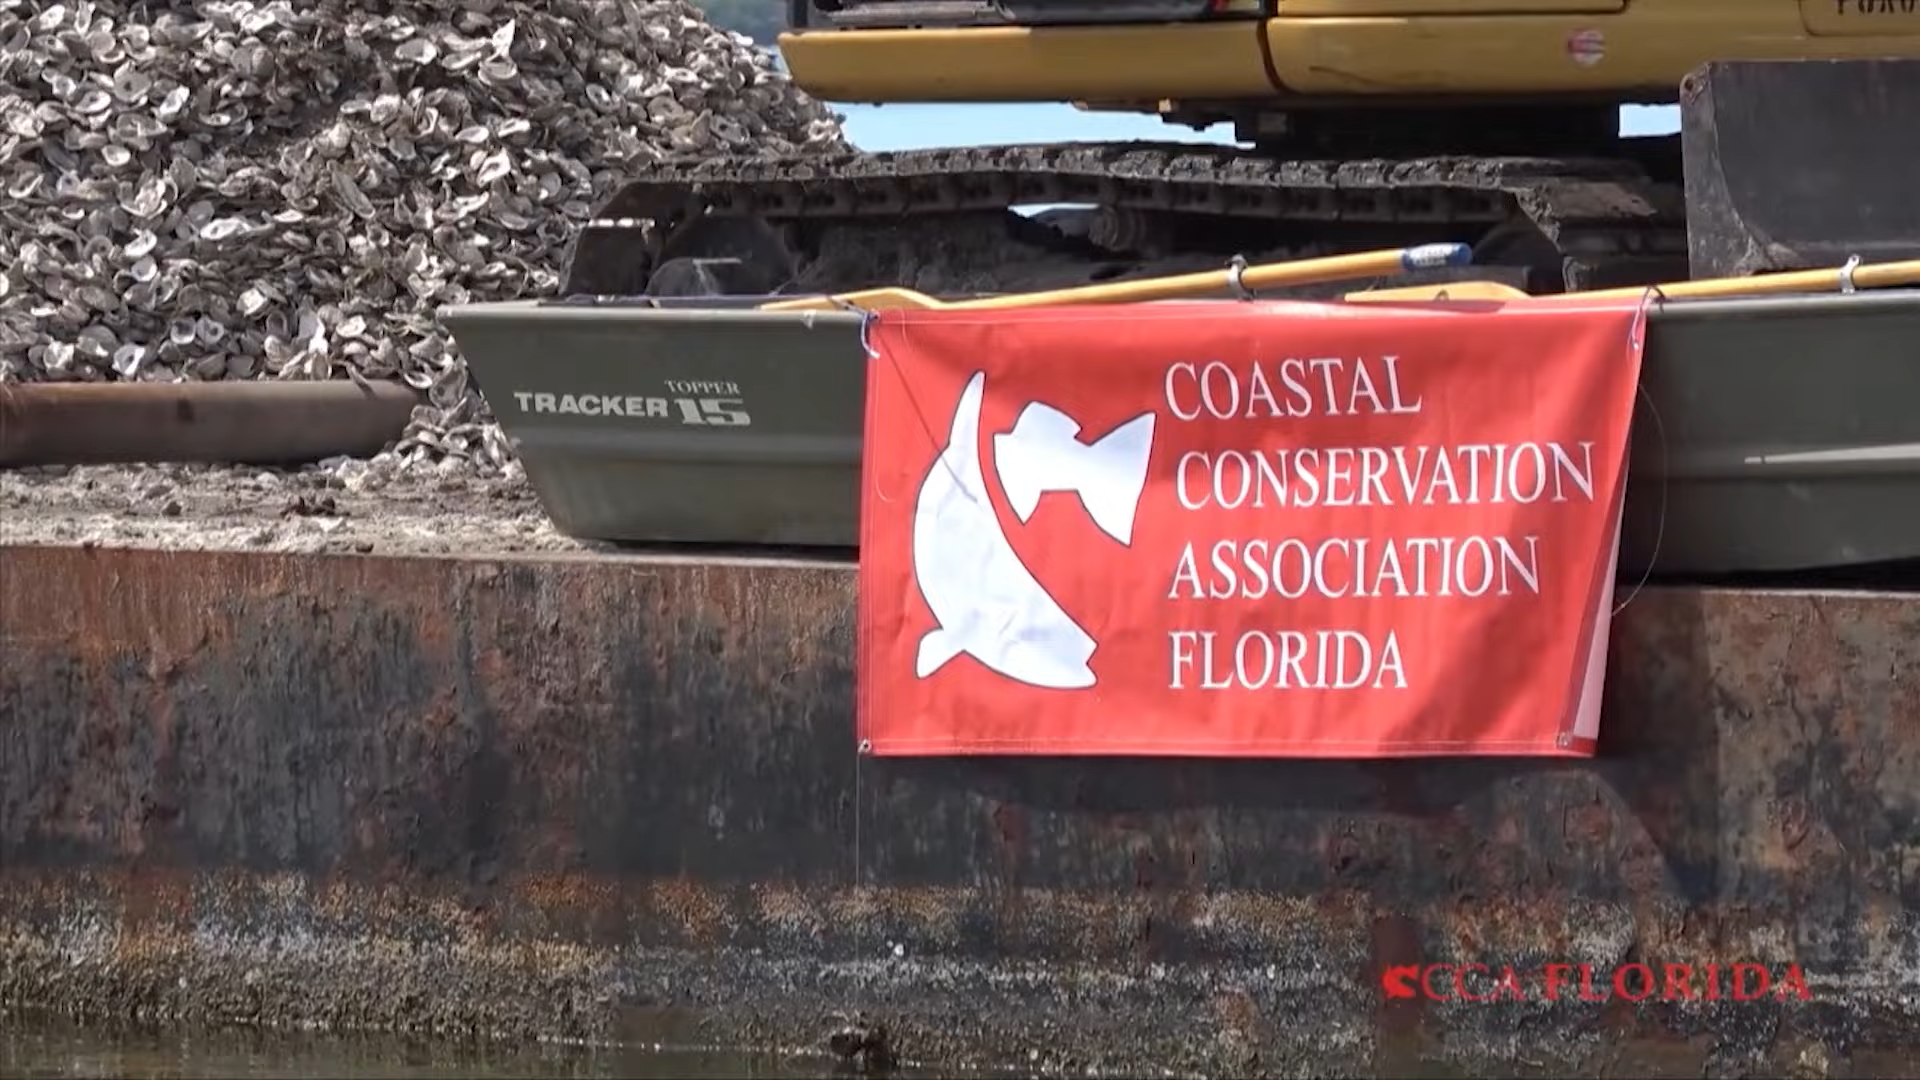 TOPPER
TRACKER 15
COASTAL
CONSERVATION
ASSOCIATION
FLORIDA
CCA FLORIDA